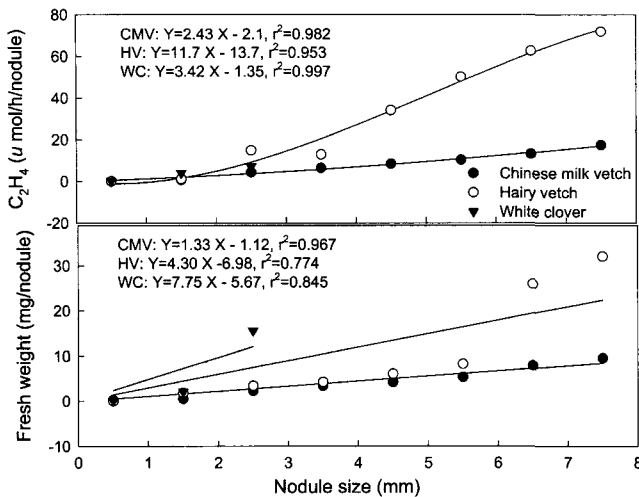 80
60
40
20
0
-20
C₂H₄ (u mol/h/nodule)
CMV: Y=2.43 X - 2.1, r²=0.982
HV: Y=11.7 X - 13.7, r²=0.953
WC: Y=3.42 X - 1.35, r²=0.997
Chinese milk vetch
Hairy vetch
White clover
30
20
10
0
-10
Fresh weight (mg/nodule)
CMV: Y=1.33 X - 1.12, r²=0.967
HV: Y=4.30 X -6.98, r²=0.774
WC: Y=7.75 X - 5.67, r²=0.845
0 1 2 3 4 5 6 7 8
Nodule size (mm)